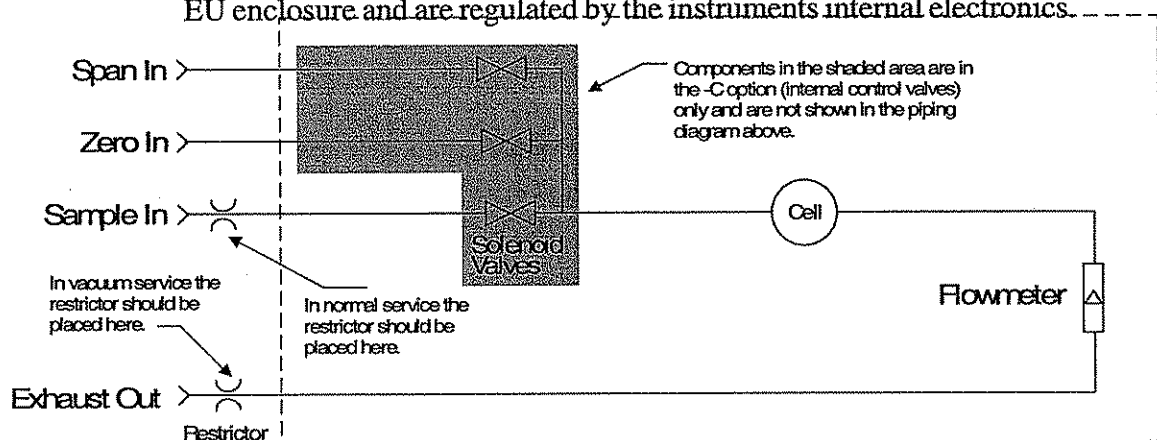 EU enclosure and are regulated by the instruments internal electronics.
Span In
Components in the shaded area are in
the -C option (internal control valves)
only and are not shown in the piping
diagram above.
Zero In
Sample In
Cell
Solenoid
Valves
In vacuum service the
restrictor should be
placed here.
In normal service the
restrictor should be
placed here.
Flowmeter
Exhaust Out
Restrictor